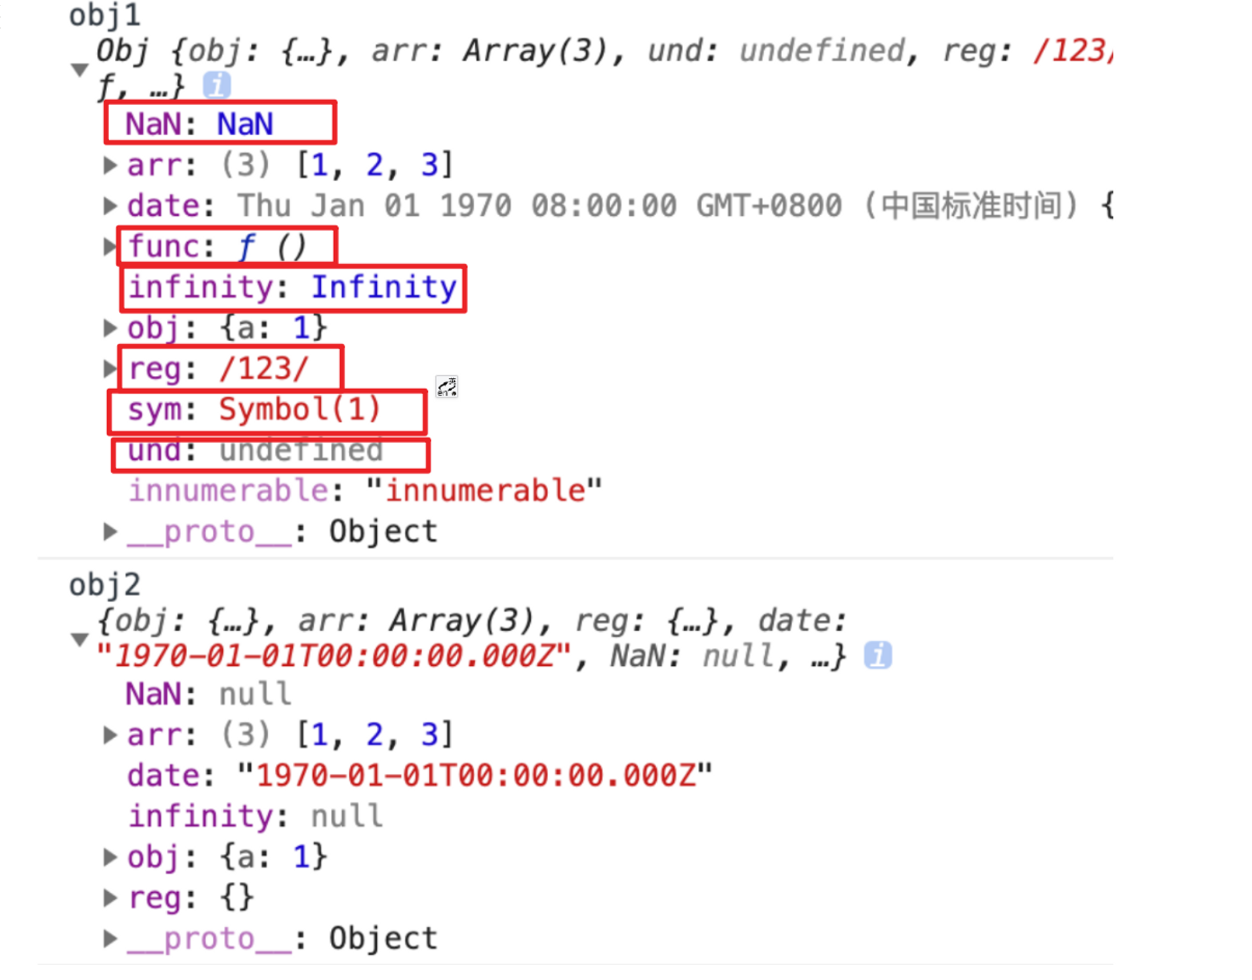 obj1
Obj {obj: {…}, arr: Array(3), und: undefined, reg: /123/
ƒ, …} i
NaN: NaN
arr: (3) [1, 2, 3]
date: Thu Jan 01 1970 08:00:00 GMT+0800 (中国标准时间) {
func: ƒ ()
infinity: Infinity
obj: {a: 1}
reg: /123/
sym: Symbol(1)
und: undefined
innumerable: "innumerable"
__proto__: Object
obj2
{obj: {…}, arr: Array(3), reg: {…}, date:
"1970-01-01T00:00:00.000Z", NaN: null, …} i
NaN: null
arr: (3) [1, 2, 3]
date: "1970-01-01T00:00:00.000Z"
infinity: null
obj: {a: 1}
reg: {}
__proto__: Object